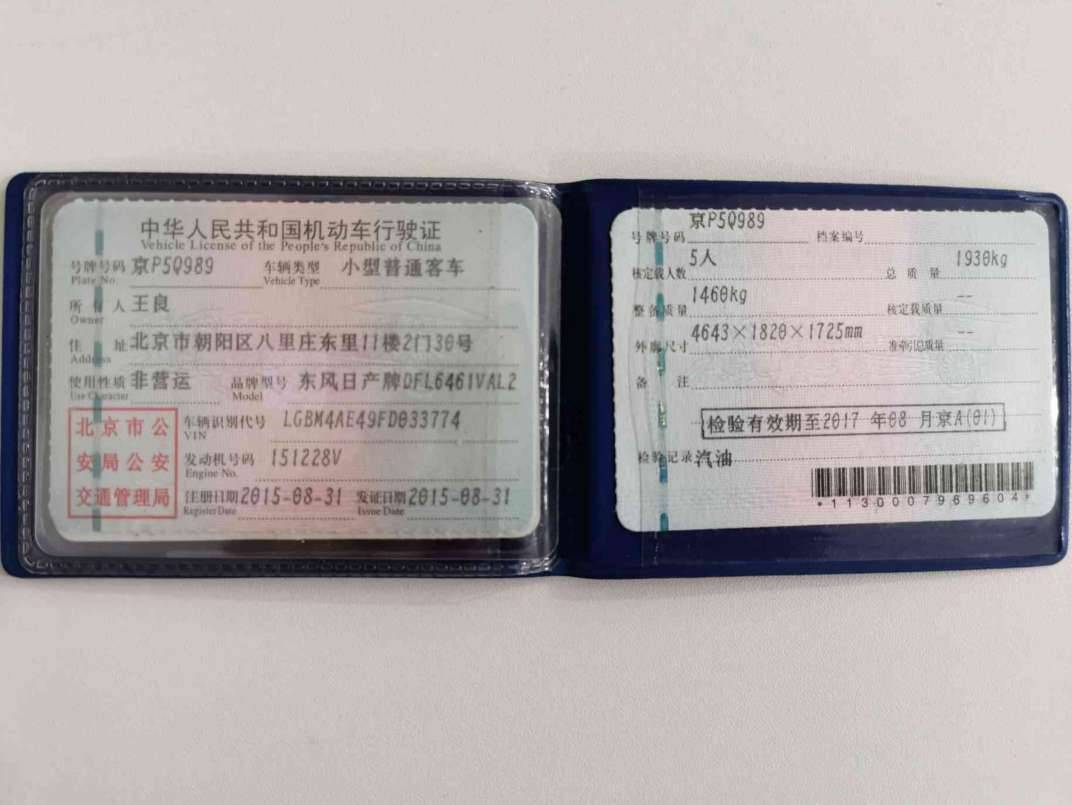 中华人民共和国机动车行驶证
Vehicle License of the People's Republic of China
号牌号码 京P5Q989 车辆类型 小型普通客车
Plate No. Vehicle Type
所有人 王良
Owner
住址 北京市朝阳区八里庄东里11楼2门30号
Address
使用性质 非营运 品牌型号 东风日产牌DFL6461VAL2
Use Character Model
北京市公
安局公安
交通管理局
车辆识别代号 LGBM4AE49FD033774
VIN
发动机号码 151228V
Engine No.
注册日期 2015-08-31 发证日期 2015-08-31
Register Date Issue Date
号牌号码 京P5Q989 档案编号
核定载人数 5人 总质量 1930kg
整备质量 1460kg 核定载质量 --
外廓尺寸 4643×1820×1725mm 准牵引总质量 --
备注
检验有效期至2017年08月京A(01)
检验记录 汽油
*1130007969604*